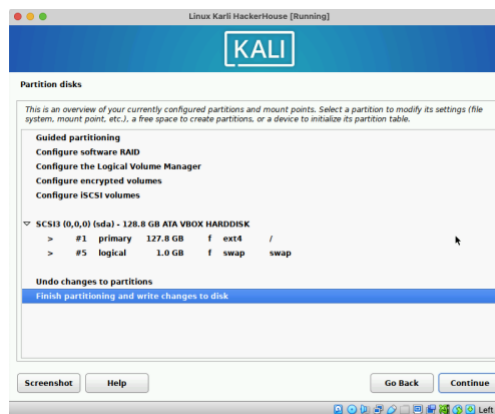 Linux Karli HackerHouse [Running]
KALI
Partition disks
This is an overview of your currently configured partitions and mount points. Select a partition to modify its settings (file
system, mount point, etc.), a free space to create partitions, or a device to initialize its partition table.
Guided partitioning
Configure software RAID
Configure the Logical Volume Manager
Configure encrypted volumes
Configure iSCSI volumes
SCSI3 (0,0,0) (sda) - 128.8 GB ATA VBOX HARDDISK
> #1 primary 127.8 GB f ext4 /
> #5 logical 1.0 GB f swap swap
Undo changes to partitions
Finish partitioning and write changes to disk
Screenshot Help Go Back Continue
Left